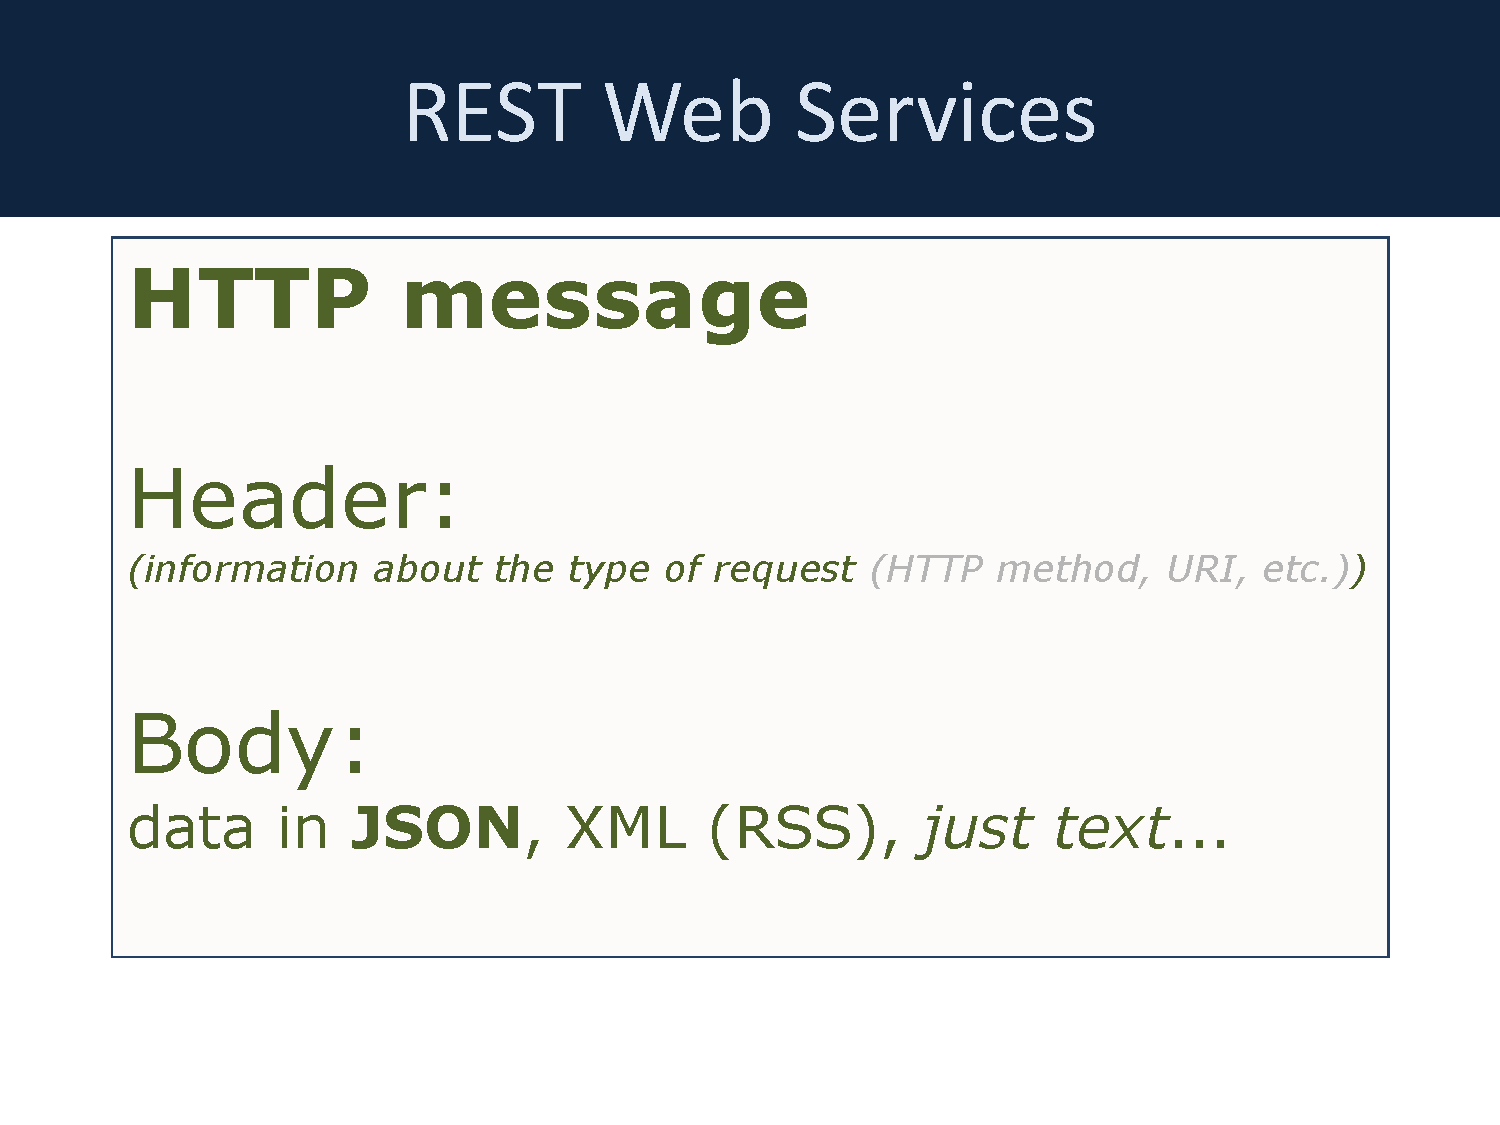 REST Web Services
HTTP message
Header:
(information about the type of request (HTTP method, URI, etc.))
Body:
data in JSON, XML (RSS), just text...